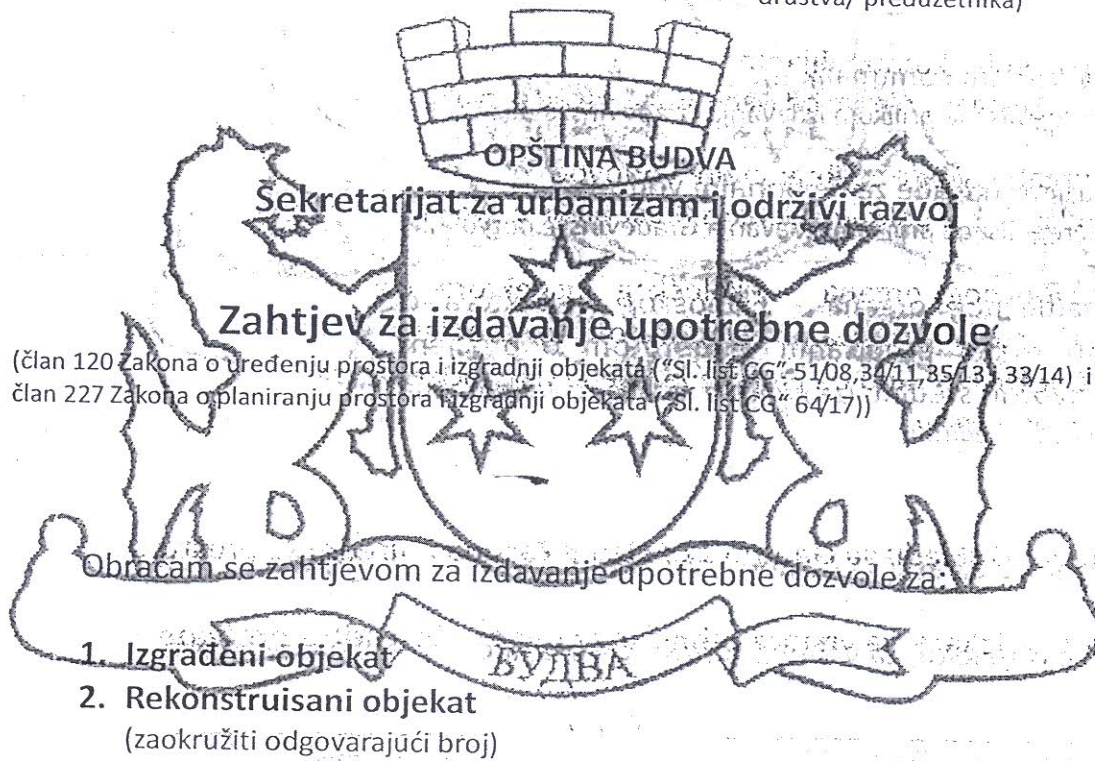 društva/ preduzetnika)
OPŠTINA BUDVA
Sekretarijat za urbanizam i održivi razvoj
Zahtjev za izdavanje upotrebne dozvole
(član 120 Zakona o uređenju prostora i izgradnji objekata ("Sl. list CG". 51/08,34/11,35/13 i 33/14) i
član 227 Zakona o planiranju prostora i izgradnji objekata ("Sl. list CG" 64/17))
Obraćam se zahtjevom za izdavanje upotrebne dozvole za:
1. Izgrađeni objekat
БУДВА
2. Rekonstruisani objekat
(zaokružiti odgovarajući broj)